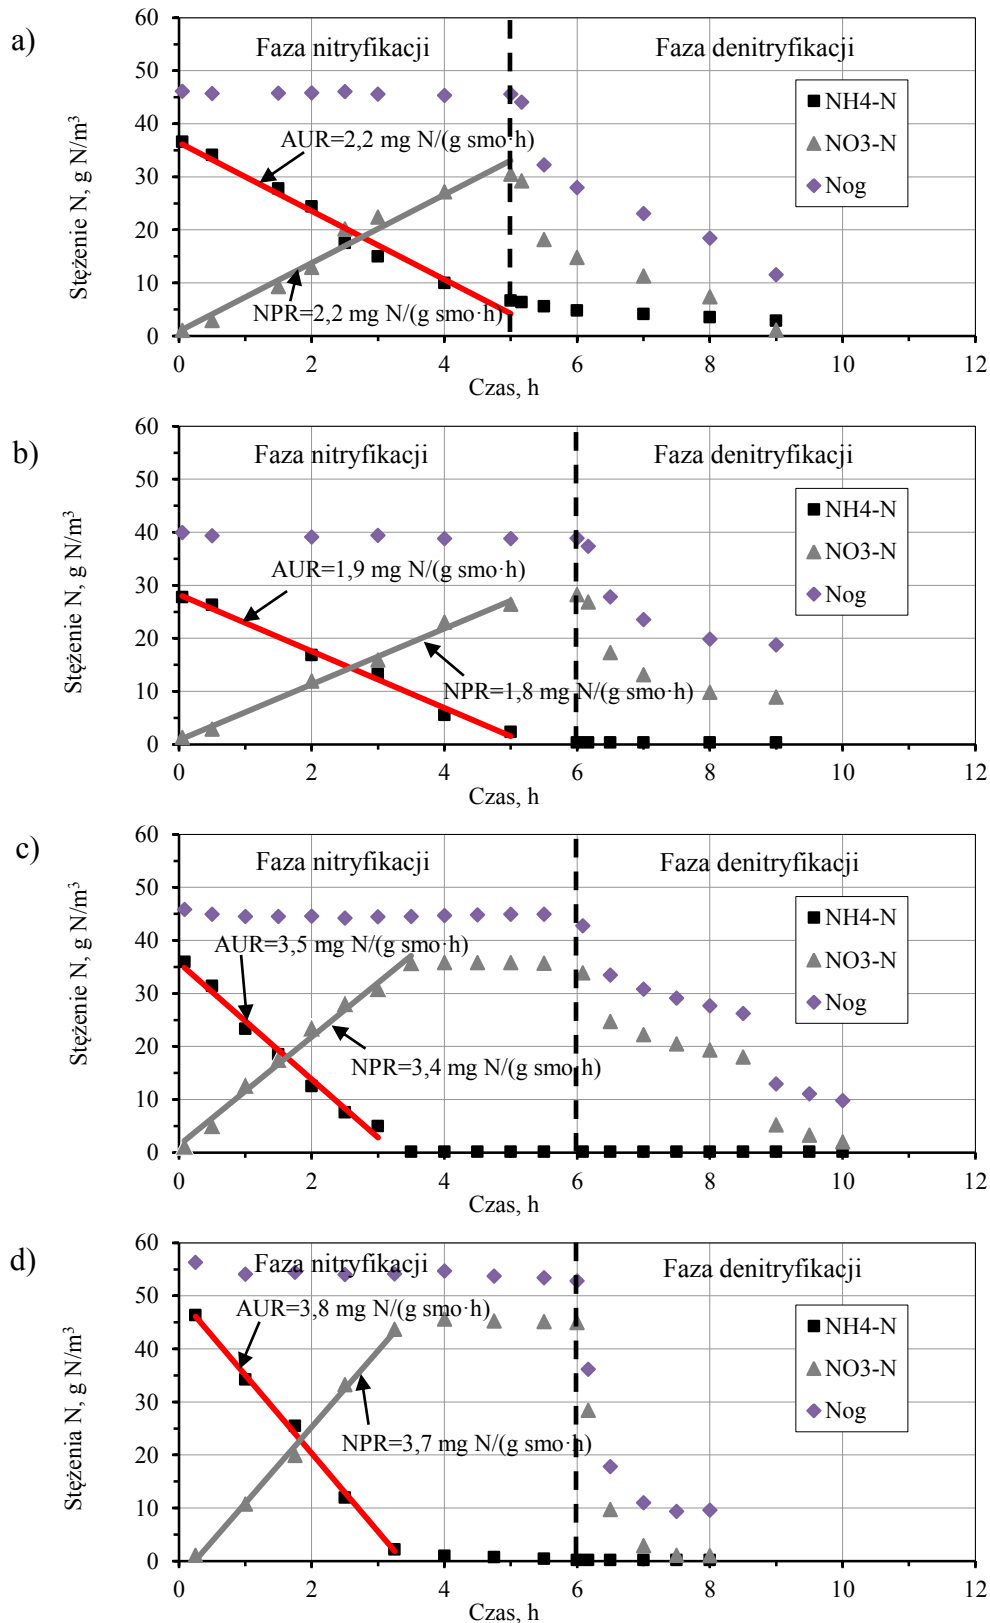 a)
Stężenie N, g N/m³
60
50
40
30
20
10
0
Faza nitryfikacji
Faza denitryfikacji
AUR=2,2 mg N/(g smo·h)
NPR=2,2 mg N/(g smo·h)
NH4-N
NO3-N
Nog
0 2 4 6 8 10 12
Czas, h
b)
Stężenie N, g N/m³
60
50
40
30
20
10
0
Faza nitryfikacji
Faza denitryfikacji
AUR=1,9 mg N/(g smo·h)
NPR=1,8 mg N/(g smo·h)
NH4-N
NO3-N
Nog
0 2 4 6 8 10 12
Czas, h
c)
Stężenie N, g N/m³
60
50
40
30
20
10
0
Faza nitryfikacji
Faza denitryfikacji
AUR=3,5 mg N/(g smo·h)
NPR=3,4 mg N/(g smo·h)
NH4-N
NO3-N
Nog
0 2 4 6 8 10 12
Czas, h
d)
Stężenia N, g N/m³
60
50
40
30
20
10
0
Faza nitryfikacji
Faza denitryfikacji
AUR=3,8 mg N/(g smo·h)
NPR=3,7 mg N/(g smo·h)
NH4-N
NO3-N
Nog
0 2 4 6 8 10 12
Czas, h